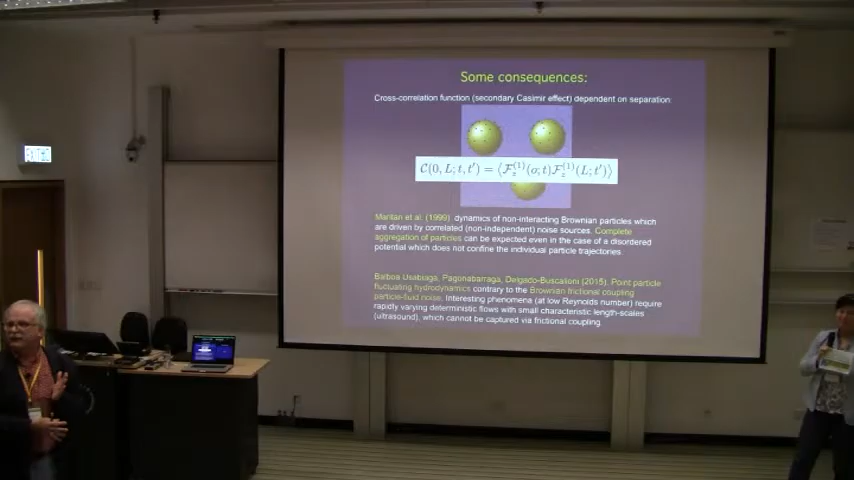 Some consequences:
Cross-correlation function (secondary Casimir effect) dependent on separation:
C(0, L; t, t′) = ⟨F_z^(1)(o; t)F_z^(1)(L; t′)⟩
Maritan et al. (1999) dynamics of non-interacting Brownian particles which
are driven by correlated (non-independent) noise sources. Complete
aggregation of particles can be expected even in the case of a disordered
potential which does not confine the individual particle trajectories.
Balboa Usabiaga, Pagonabarraga, Delgado-Buscalioni (2015). Point particle
fluctuating hydrodynamics contrary to the Brownian frictional coupling
particle-fluid noise. Interesting phenomena (at low Reynolds number) require
rapidly varying deterministic flows with small characteristic length-scales
(ultrasound), which cannot be captured via frictional coupling.